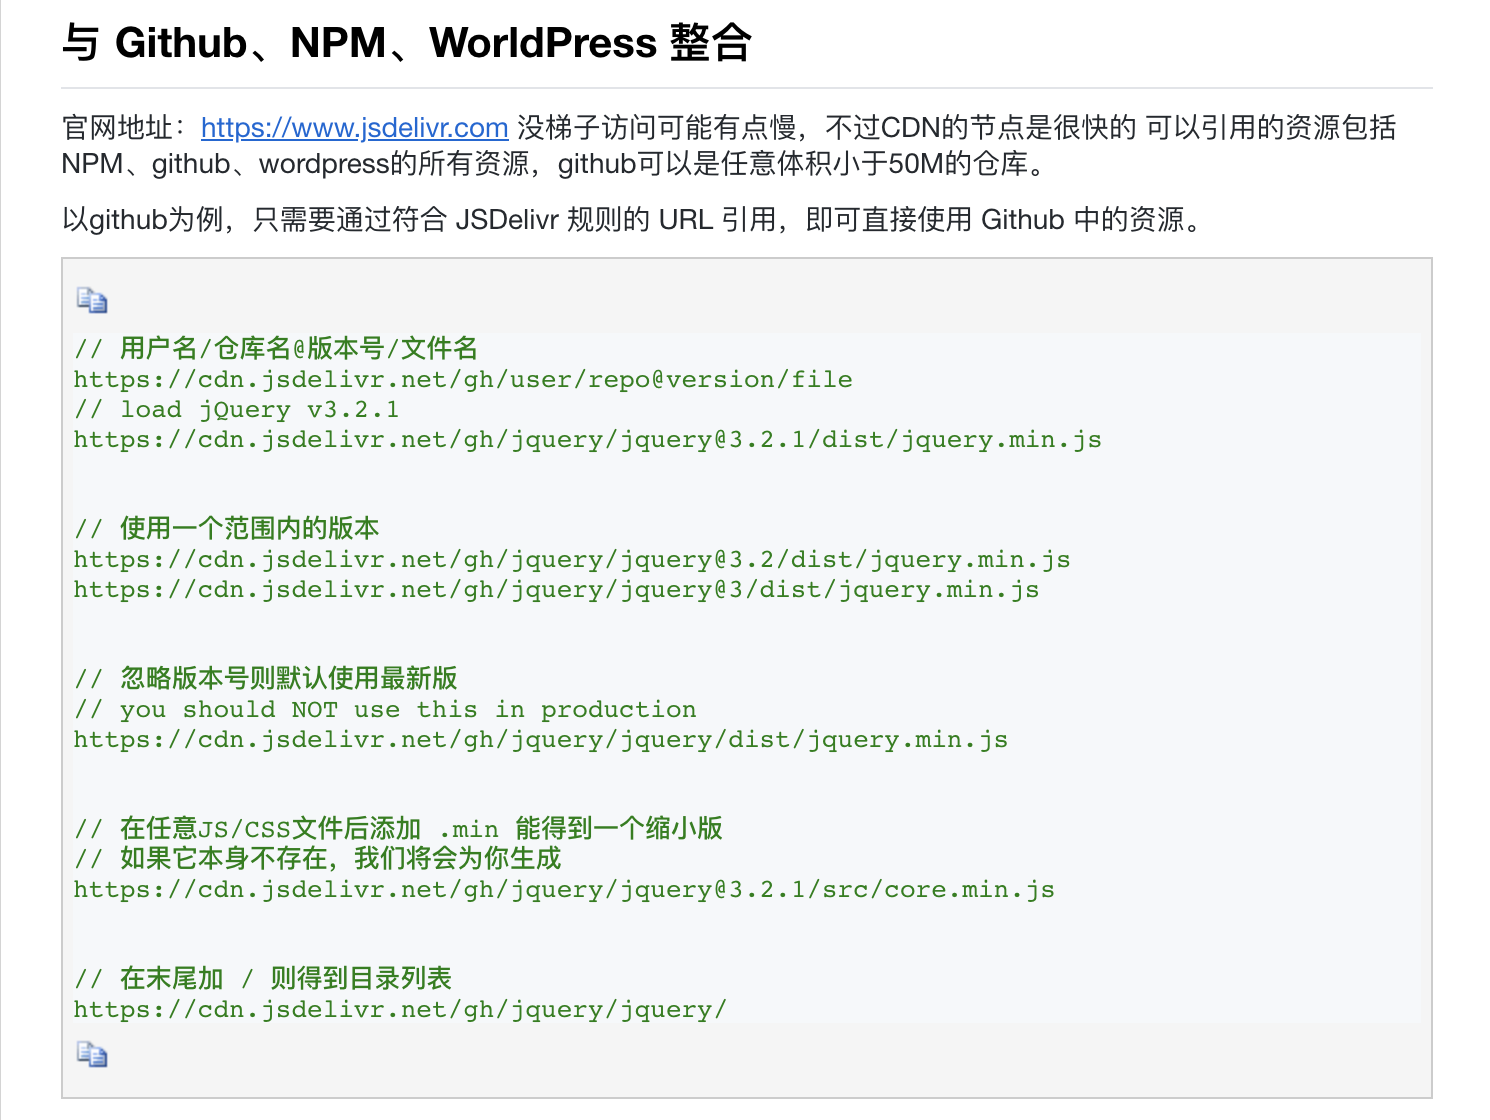 与 Github、NPM、WorldPress 整合
官网地址：https://www.jsdelivr.com 没梯子访问可能有点慢，不过CDN的节点是很快的 可以引用的资源包括
NPM、github、wordpress的所有资源，github可以是任意体积小于50M的仓库。
以github为例，只需要通过符合 JSDelivr 规则的 URL 引用，即可直接使用 Github 中的资源。
// 用户名/仓库名@版本号/文件名
https://cdn.jsdelivr.net/gh/user/repo@version/file
// load jQuery v3.2.1
https://cdn.jsdelivr.net/gh/jquery/jquery@3.2.1/dist/jquery.min.js
// 使用一个范围内的版本
https://cdn.jsdelivr.net/gh/jquery/jquery@3.2/dist/jquery.min.js
https://cdn.jsdelivr.net/gh/jquery/jquery@3/dist/jquery.min.js
// 忽略版本号则默认使用最新版
// you should NOT use this in production
https://cdn.jsdelivr.net/gh/jquery/jquery/dist/jquery.min.js
// 在任意JS/CSS文件后添加 .min 能得到一个缩小版
// 如果它本身不存在，我们将会为你生成
https://cdn.jsdelivr.net/gh/jquery/jquery@3.2.1/src/core.min.js
// 在末尾加 / 则得到目录列表
https://cdn.jsdelivr.net/gh/jquery/jquery/